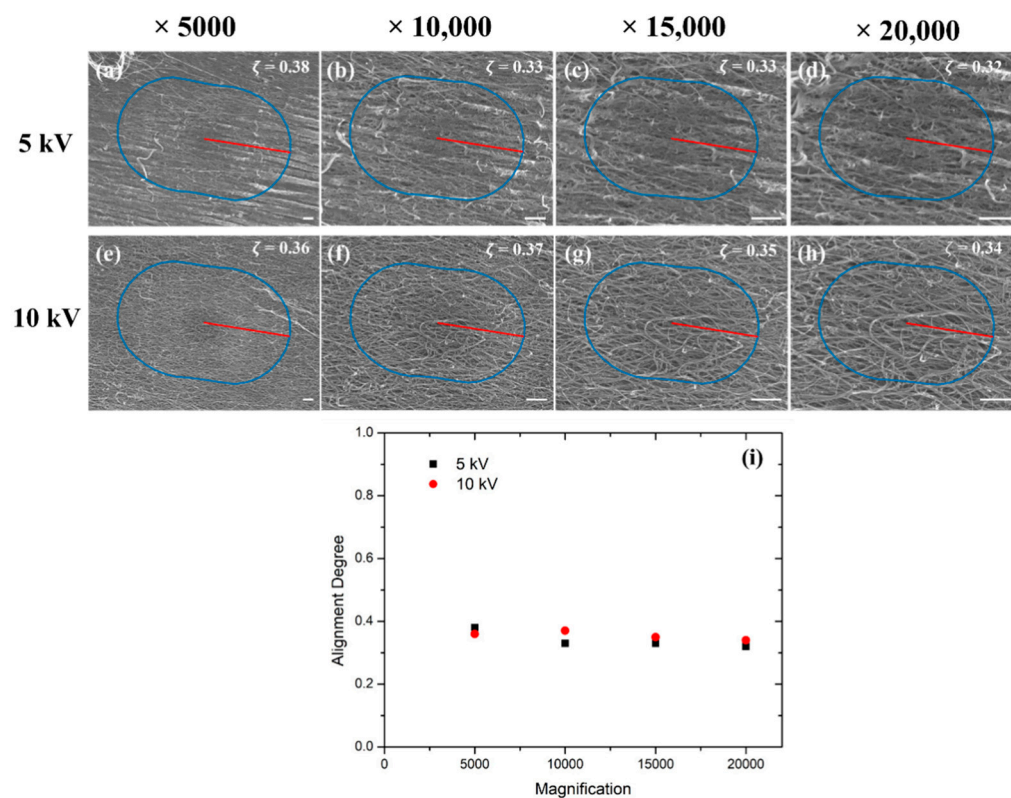 × 5000 × 10,000 × 15,000 × 20,000
5 kV
(a) ζ = 0.38
(b) ζ = 0.33
(c) ζ = 0.33
(d) ζ = 0.32
10 kV
(e) ζ = 0.36
(f) ζ = 0.37
(g) ζ = 0.35
(h) ζ = 0.34
(i)
5 kV
10 kV
Alignment Degree
1.0
0.8
0.6
0.4
0.2
0.0
0 5000 10000 15000 20000
Magnification